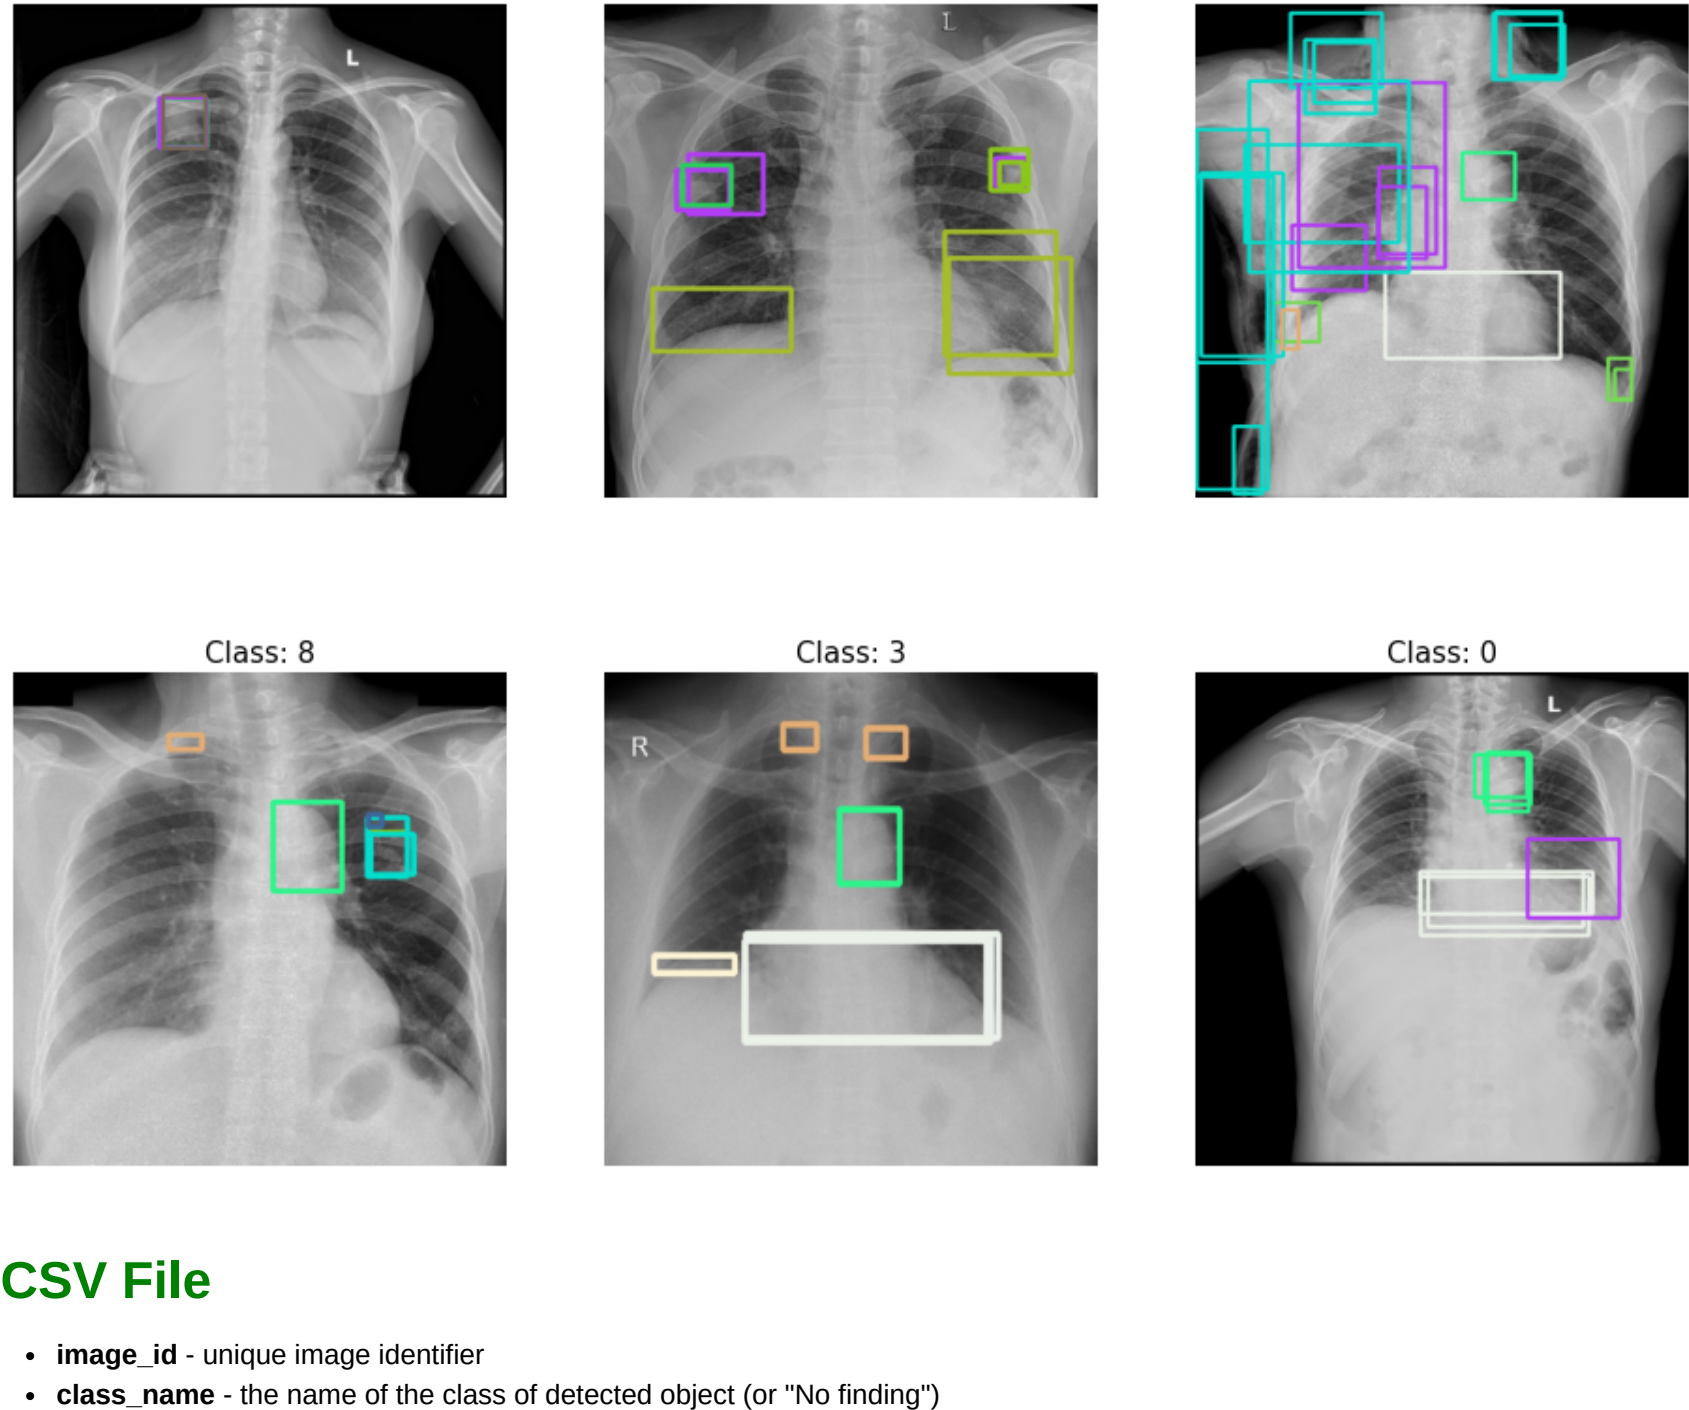 L
L
Class: 8
Class: 3
Class: 0
R
L
CSV File
image_id - unique image identifier
class_name - the name of the class of detected object (or "No finding")